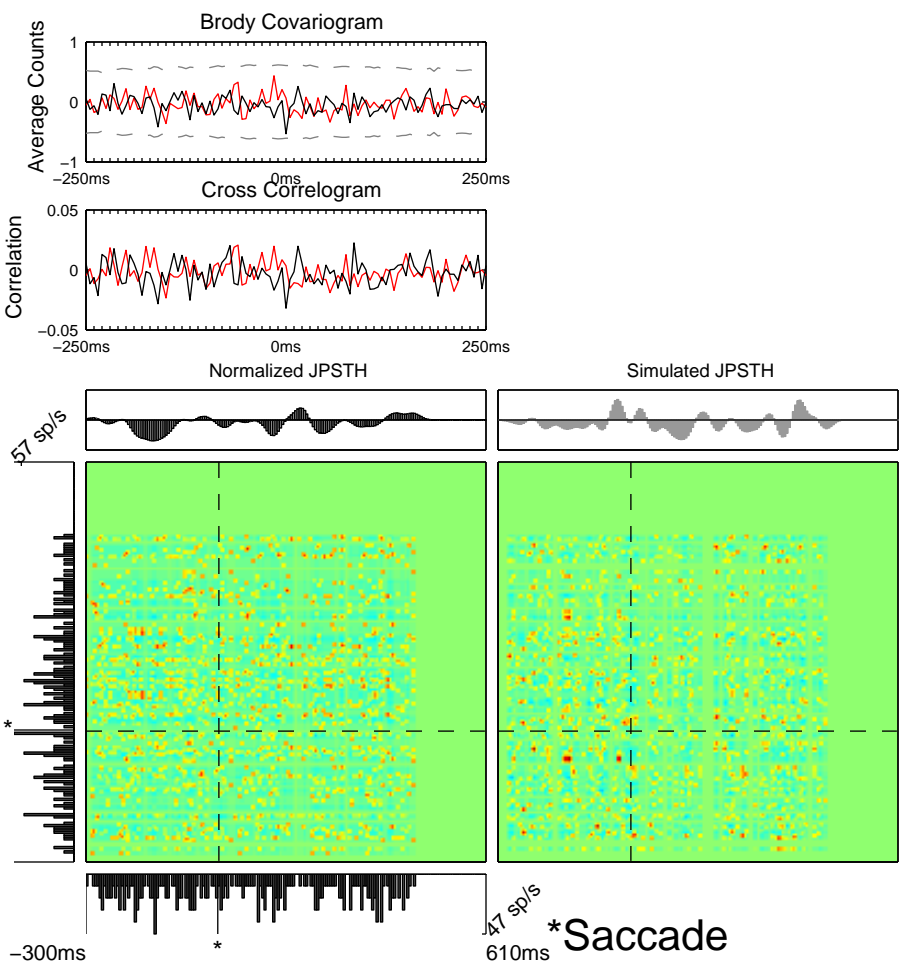 Brody Covariogram
Average Counts
1
0
−1
−250ms
0ms
250ms
Cross Correlogram
Correlation
0.05
0
−0.05
−250ms
0ms
250ms
Normalized JPSTH
Simulated JPSTH
57 sp/s
*
*
47 sp/s
−300ms
610ms
*Saccade